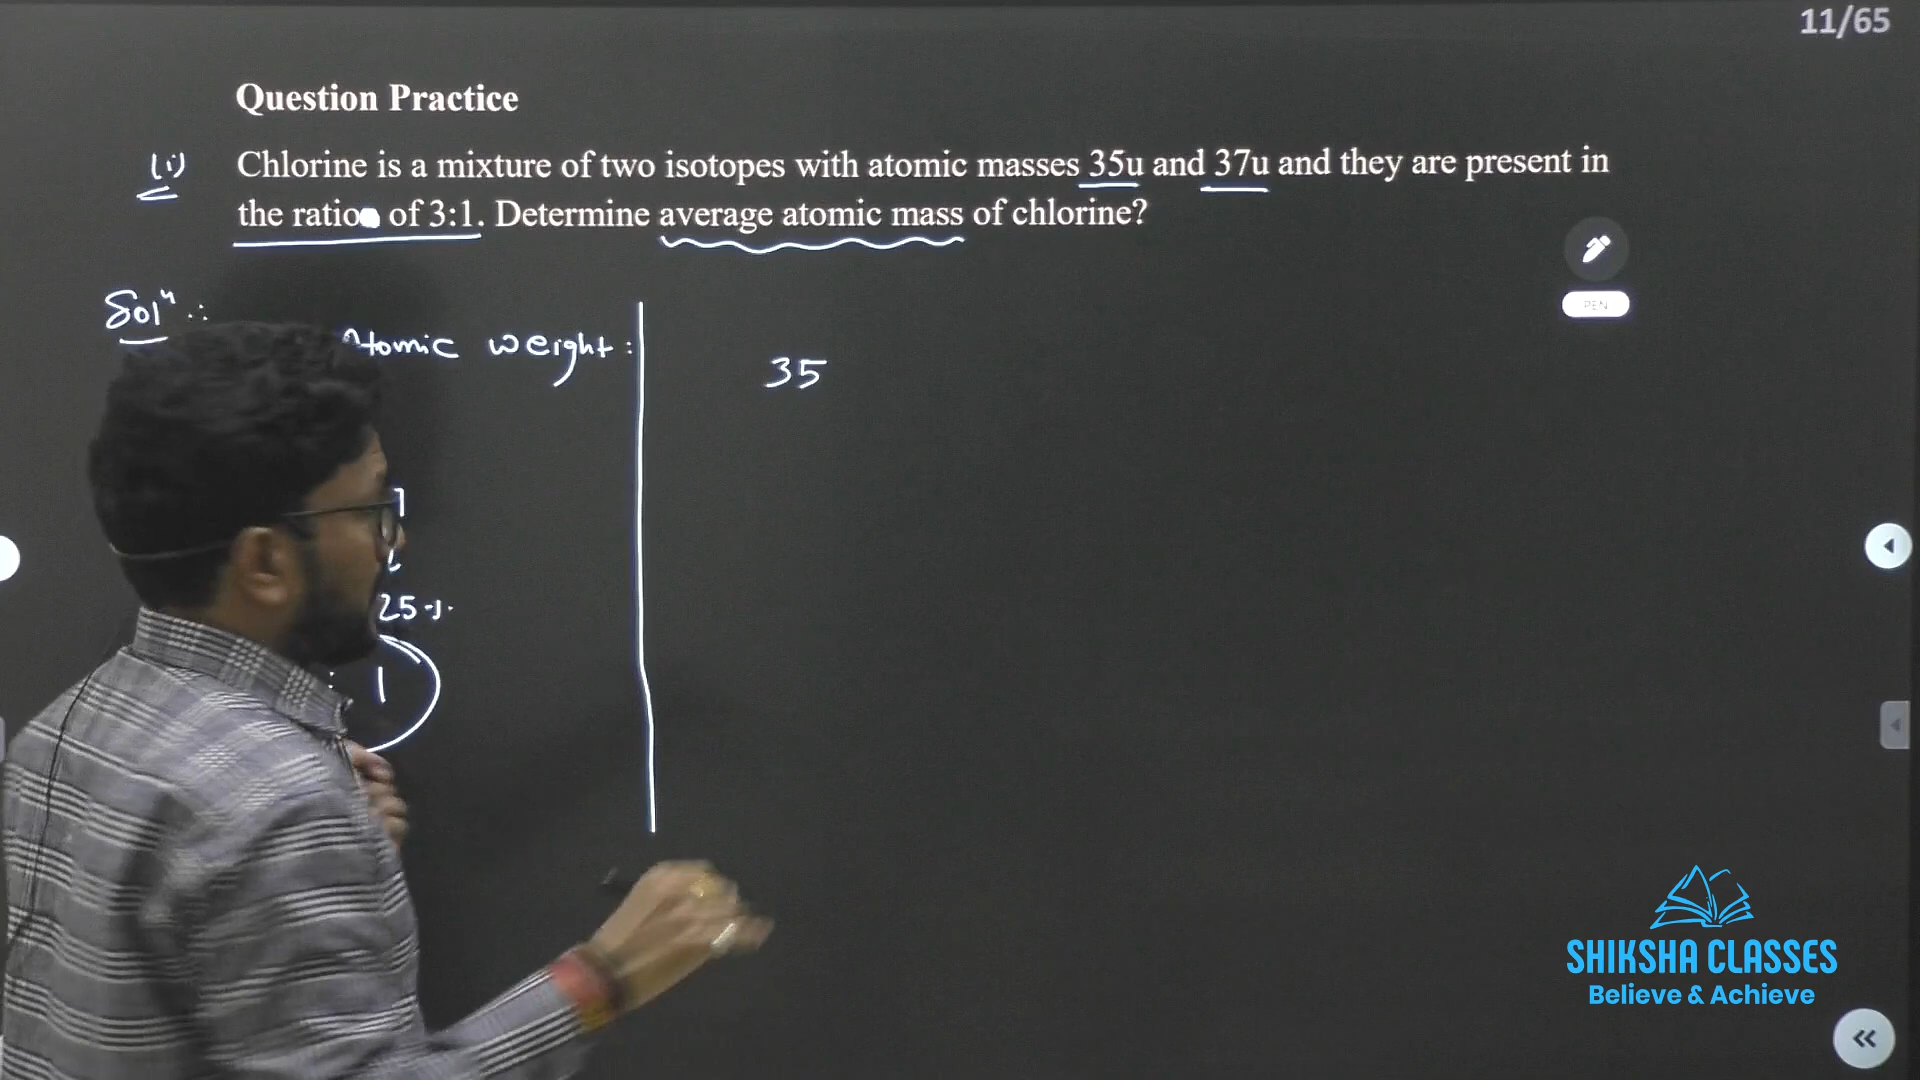 11/65
Question Practice
(i) Chlorine is a mixture of two isotopes with atomic masses 35u and 37u and they are present in
the ratio of 3:1. Determine average atomic mass of chlorine?
PEN
Solⁿ :
Atomic weight :
35
25%
: 1
SHIKSHA CLASSES
Believe & Achieve